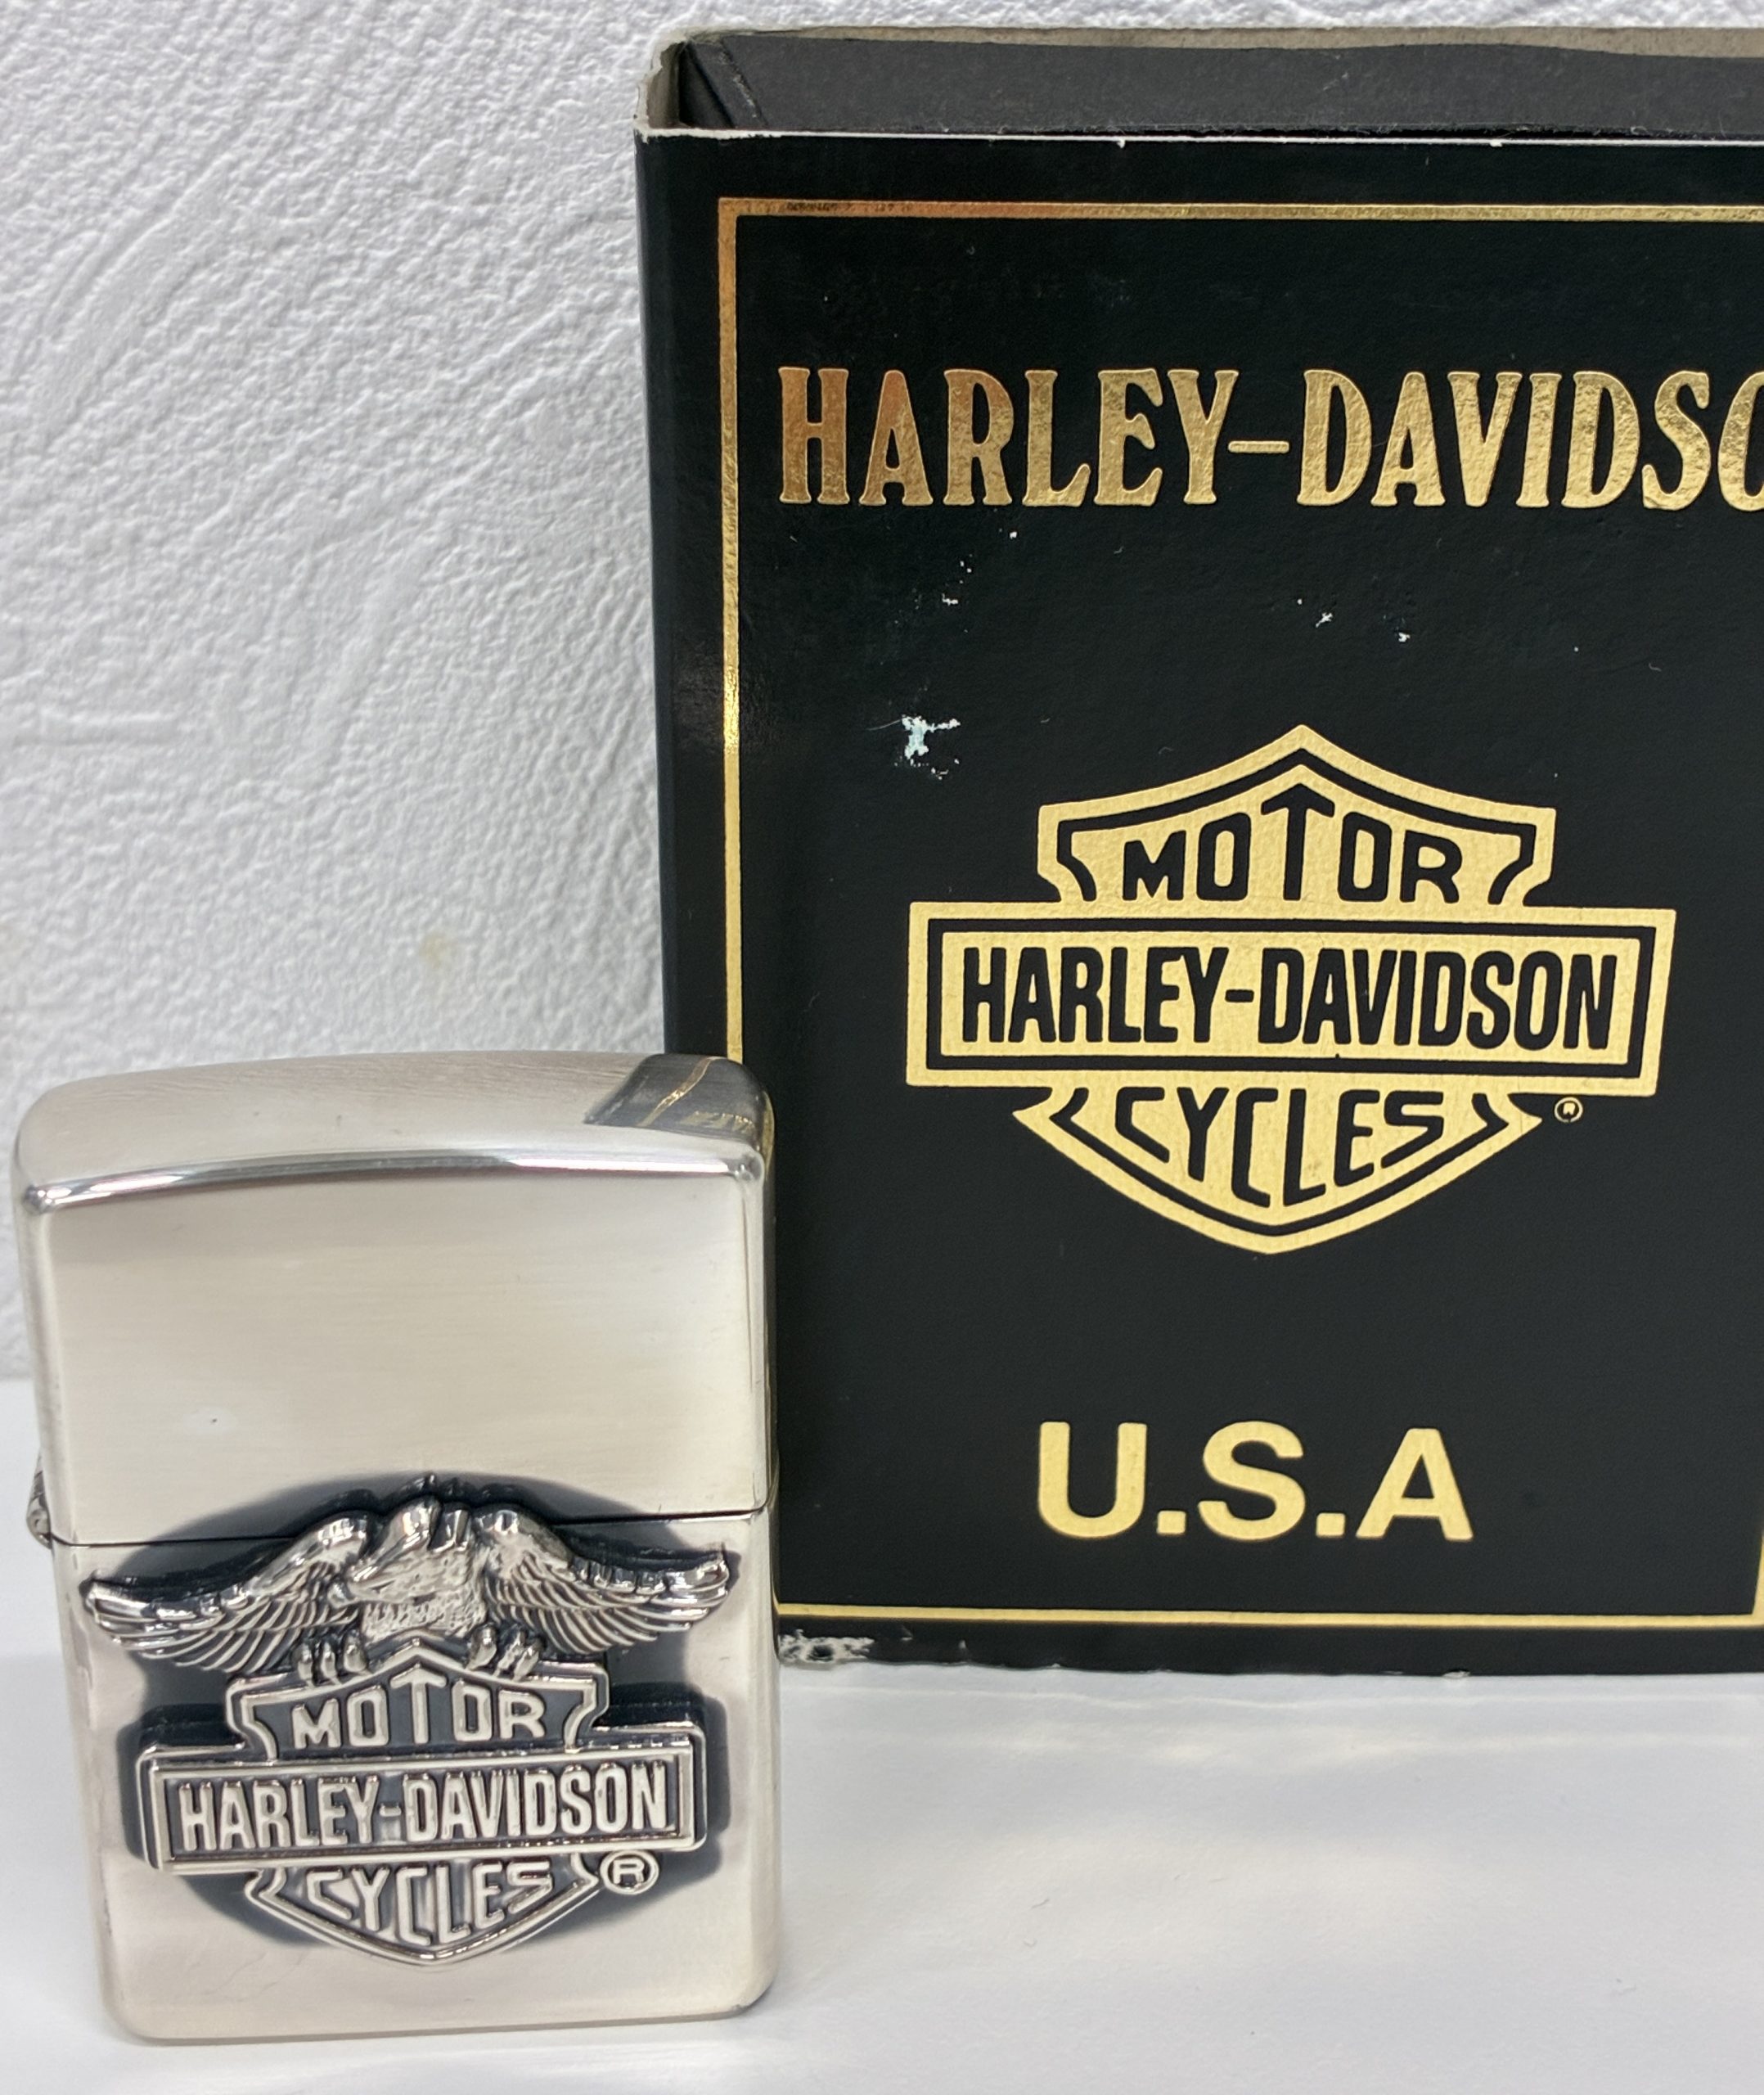 HARLEY-DAVIDSO
MOTOR
HARLEY-DAVIDSON
CYCLES
®
U.S.A
MOTOR
HARLEY-DAVIDSON
CYCLES
®